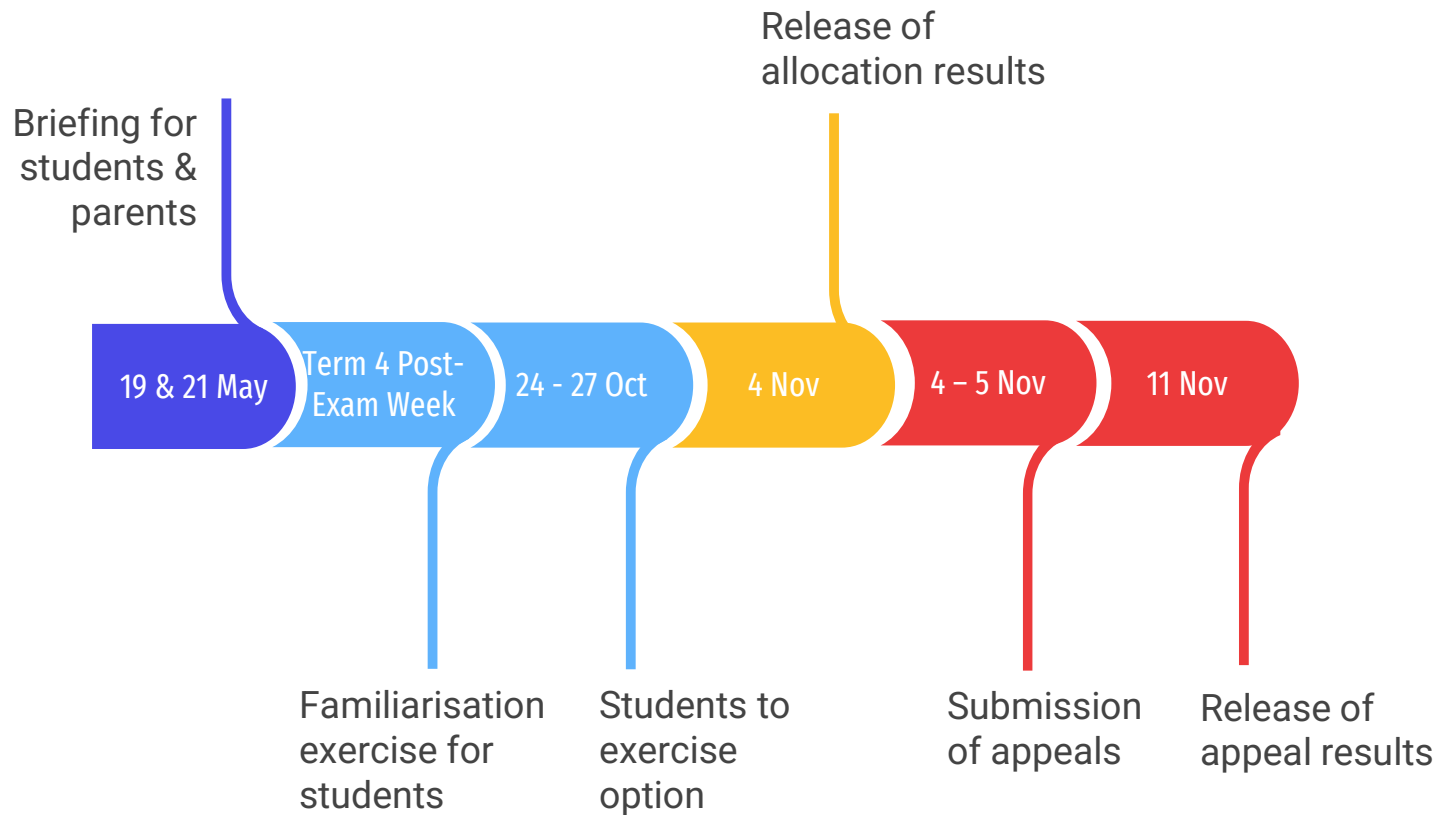 Release of
allocation results
Briefing for
students &
parents
19 & 21 May
Term 4 Post-
Exam Week
24 - 27 Oct
4 Nov
4 – 5 Nov
11 Nov
Familiarisation
exercise for
students
Students to
exercise
option
Submission
of appeals
Release of
appeal results